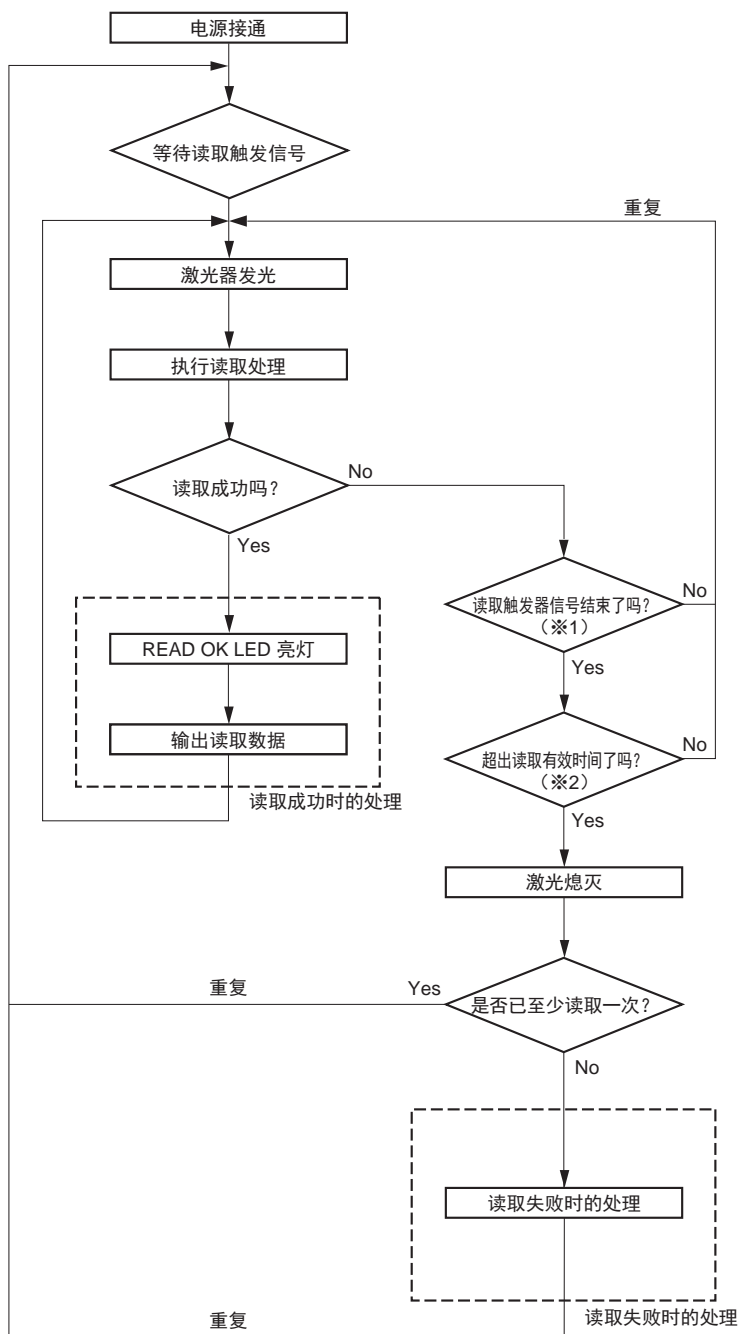 电源接通
等待读取触发信号
重复
激光器发光
执行读取处理
读取成功吗？
No
Yes
读取触发器信号结束了吗？
（※1）
No
Yes
READ OK LED 亮灯
输出读取数据
读取成功时的处理
超出读取有效时间了吗？
（※2）
No
Yes
激光熄灭
重复
Yes
是否已至少读取一次？
No
读取失败时的处理
重复
读取失败时的处理